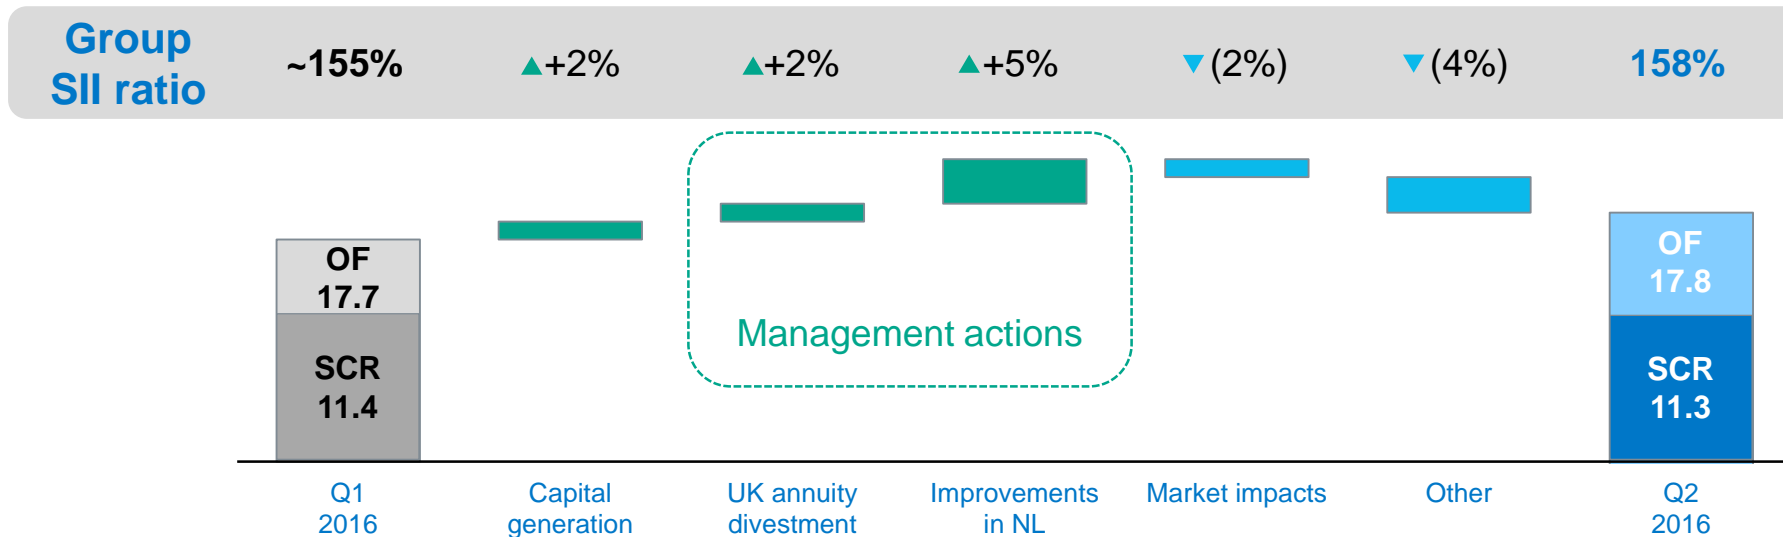 Group
SII ratio
~155%
▲+2%
▲+2%
▲+5%
▼(2%)
▼(4%)
158%
OF
17.7
SCR
11.4
Management actions
OF
17.8
SCR
11.3
Q1
2016
Capital
generation
UK annuity
divestment
Improvements
in NL
Market impacts
Other
Q2
2016